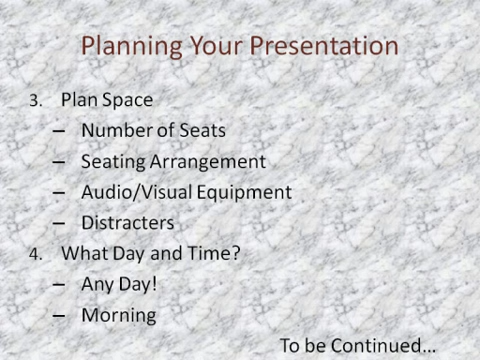 Planning Your Presentation
3. Plan Space
– Number of Seats
– Seating Arrangement
– Audio/Visual Equipment
– Distracters
4. What Day and Time?
– Any Day!
– Morning
To be Continued…